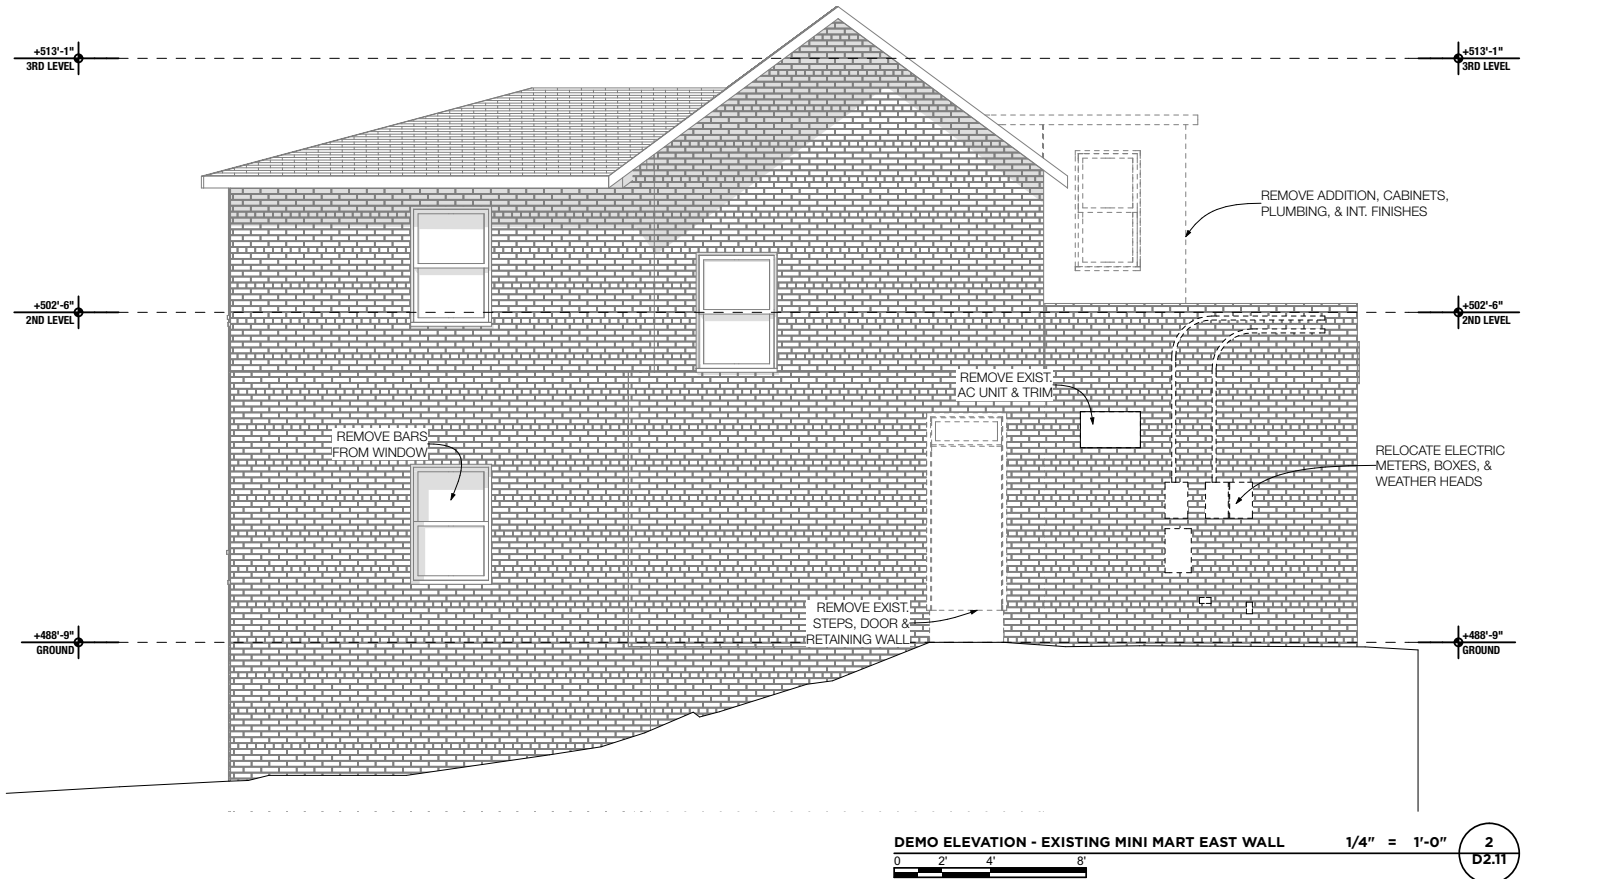 +513'-1"
3RD LEVEL
+513'-1"
3RD LEVEL
REMOVE ADDITION, CABINETS,
PLUMBING, & INT. FINISHES
+502'-6"
2ND LEVEL
+502'-6"
2ND LEVEL
REMOVE EXIST.
AC UNIT & TRIM
REMOVE BARS
FROM WINDOW
RELOCATE ELECTRIC
METERS, BOXES, &
WEATHER HEADS
REMOVE EXIST.
STEPS, DOOR &
RETAINING WALL
+488'-9"
GROUND
+488'-9"
GROUND
DEMO ELEVATION - EXISTING MINI MART EAST WALL 1/4" = 1'-0"
2
D2.11
0 2' 4' 8'